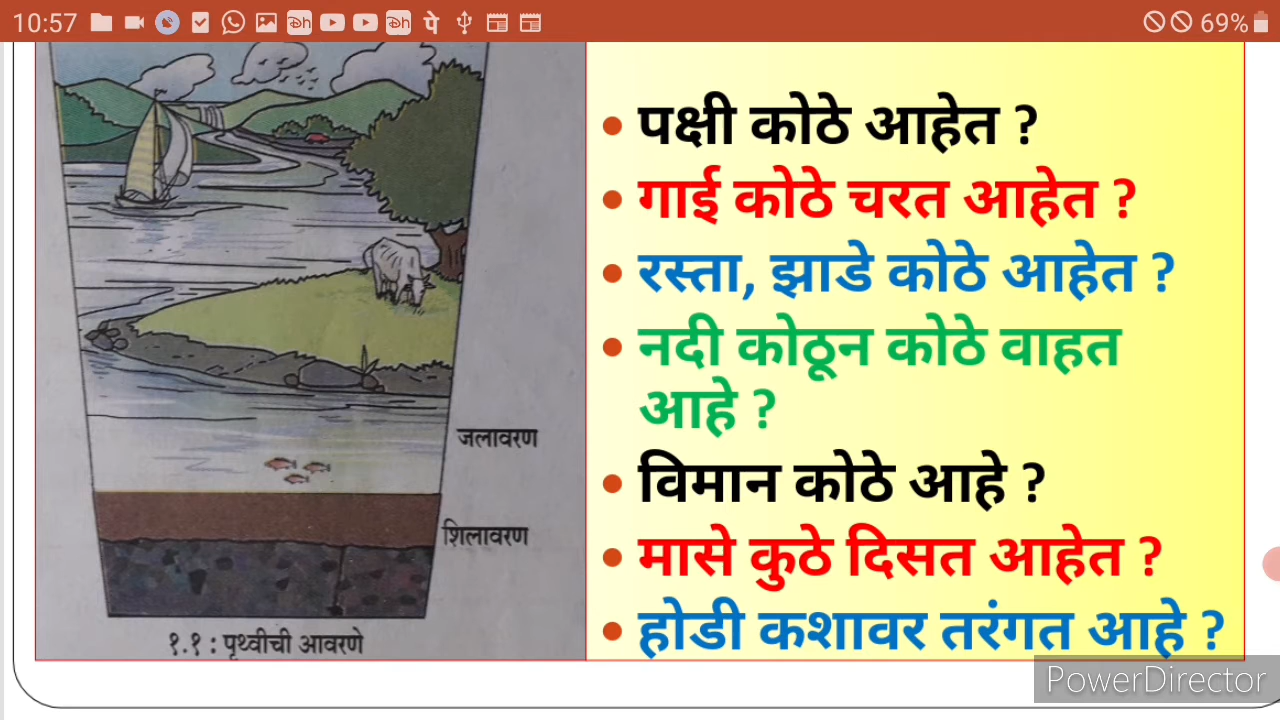 10:57 69%
पक्षी कोठे आहेत ?
गाई कोठे चरत आहेत ?
रस्ता, झाडे कोठे आहेत ?
नदी कोठून कोठे वाहत
आहे ?
विमान कोठे आहे ?
मासे कुठे दिसत आहेत ?
होडी कशावर तरंगत आहे ?
जलावरण
शिलावरण
१.१ : पृथ्वीची आवरणे
PowerDirector